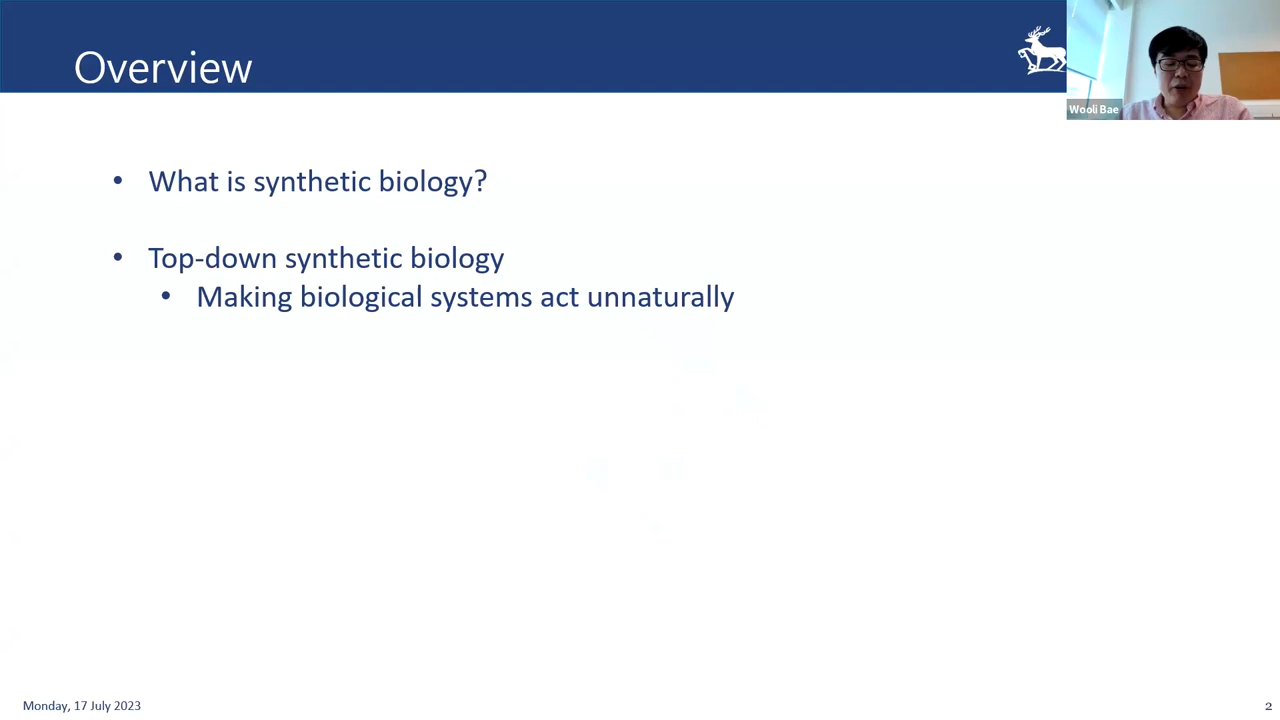 Overview
Wooli Bae
• What is synthetic biology?
• Top-down synthetic biology
• Making biological systems act unnaturally
Monday, 17 July 2023
2